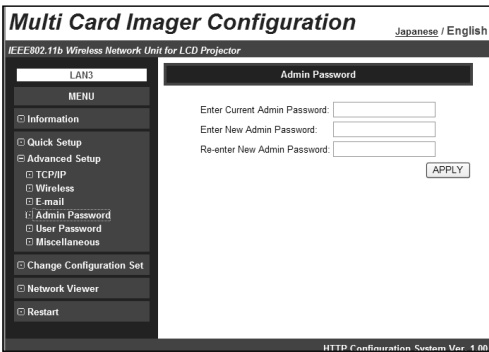 Multi Card Imager Configuration
Japanese / English
IEEE802.11b Wireless Network Unit for LCD Projector
LAN3
MENU
Information
Quick Setup
Advanced Setup
TCP/IP
Wireless
E-mail
Admin Password
User Password
Miscellaneous
Change Configuration Set
Network Viewer
Restart
Admin Password
Enter Current Admin Password:
Enter New Admin Password:
Re-enter New Admin Password:
APPLY
HTTP Configuration System Ver. 1.00